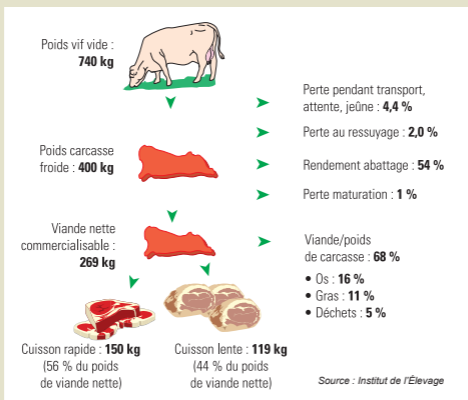 Poids vif vide :
740 kg
Perte pendant transport,
attente, jeûne : 4,4 %
Perte au ressuyage : 2,0 %
Poids carcasse
froide : 400 kg
Rendement abattage : 54 %
Perte maturation : 1 %
Viande nette
commercialisable :
269 kg
Viande/poids
de carcasse : 68 %
• Os : 16 %
• Gras : 11 %
• Déchets : 5 %
Cuisson rapide : 150 kg
(56 % du poids
de viande nette)
Cuisson lente : 119 kg
(44 % du poids
de viande nette)
Source : Institut de l'Élevage